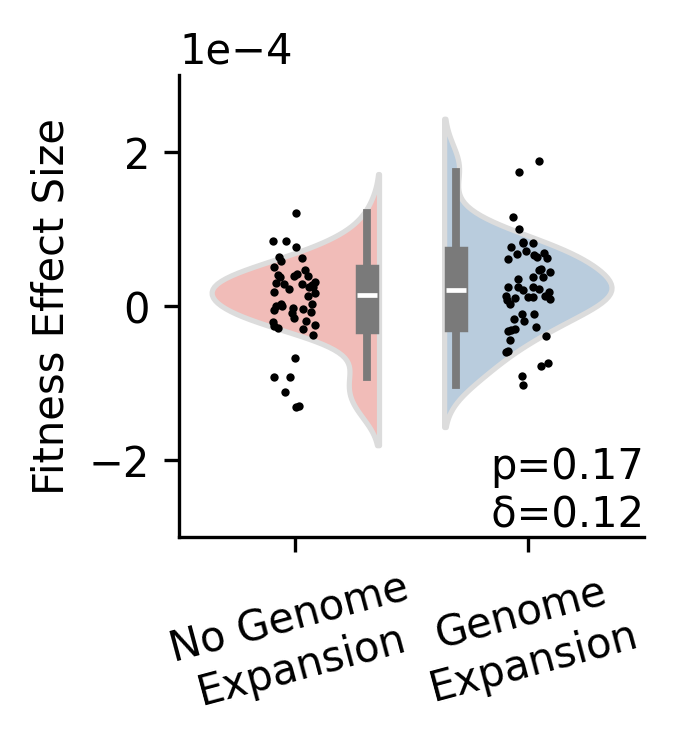 1e−4
Fitness Effect Size
2
0
−2
p=0.17
δ=0.12
No Genome
Expansion
Genome
Expansion